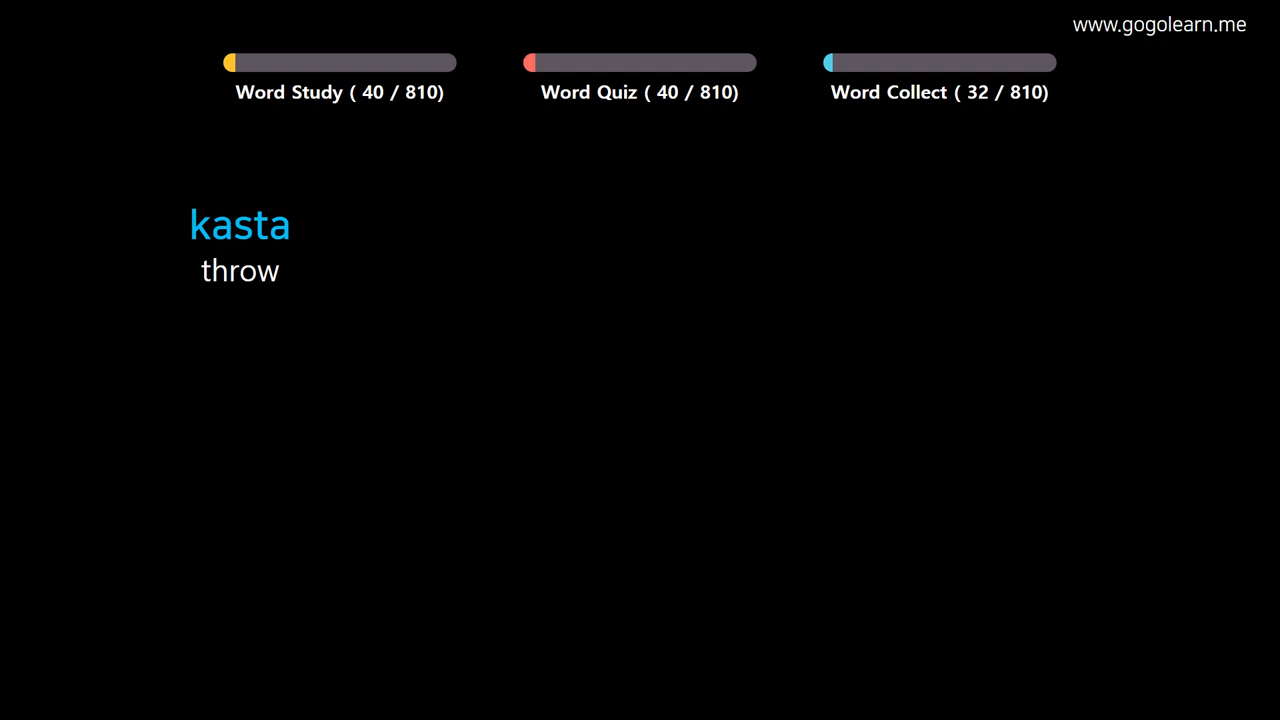 www.gogolearn.me
Word Study ( 40 / 810)
Word Quiz ( 40 / 810)
Word Collect ( 32 / 810)
kasta
throw